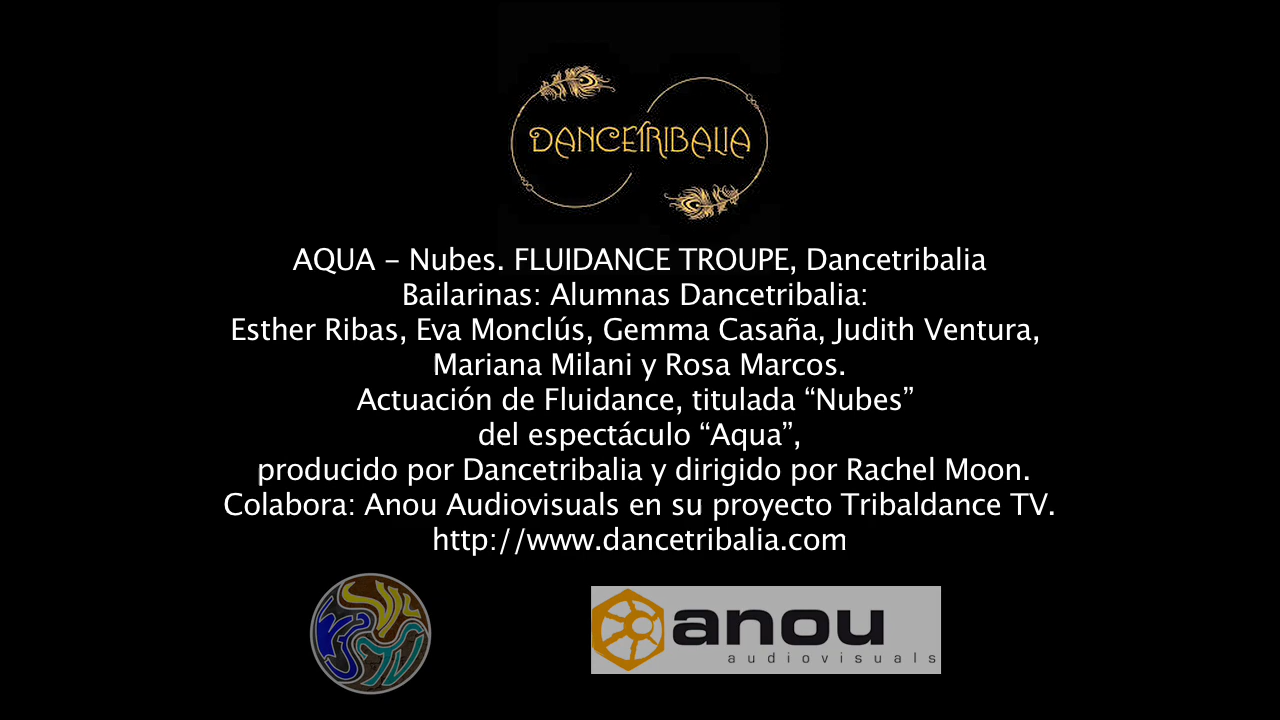 DANCETRIBALIA
AQUA - Nubes. FLUIDANCE TROUPE, Dancetribalia
Bailarinas: Alumnas Dancetribalia:
Esther Ribas, Eva Monclús, Gemma Casaña, Judith Ventura,
Mariana Milani y Rosa Marcos.
Actuación de Fluidance, titulada “Nubes”
del espectáculo “Aqua”,
producido por Dancetribalia y dirigido por Rachel Moon.
Colabora: Anou Audiovisuals en su proyecto Tribaldance TV.
http://www.dancetribalia.com
anou
audiovisuals